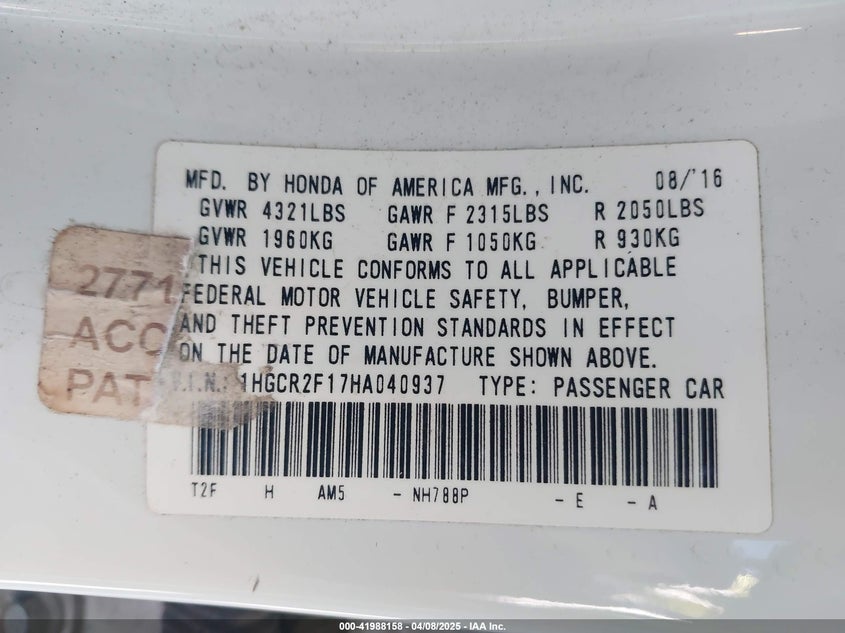 MFD. BY HONDA OF AMERICA MFG., INC. 08/'16
GVWR 4321LBS GAWR F 2315LBS R 2050LBS
GVWR 1960KG GAWR F 1050KG R 930KG
THIS VEHICLE CONFORMS TO ALL APPLICABLE
FEDERAL MOTOR VEHICLE SAFETY, BUMPER,
AND THEFT PREVENTION STANDARDS IN EFFECT
ON THE DATE OF MANUFACTURE SHOWN ABOVE.
V.I.N.: 1HGCR2F17HA040937 TYPE: PASSENGER CAR
T2F H AM5 - NH788P - E - A
2771
ACC
PAT
000-41988158 - 04/08/2025 - IAA Inc.